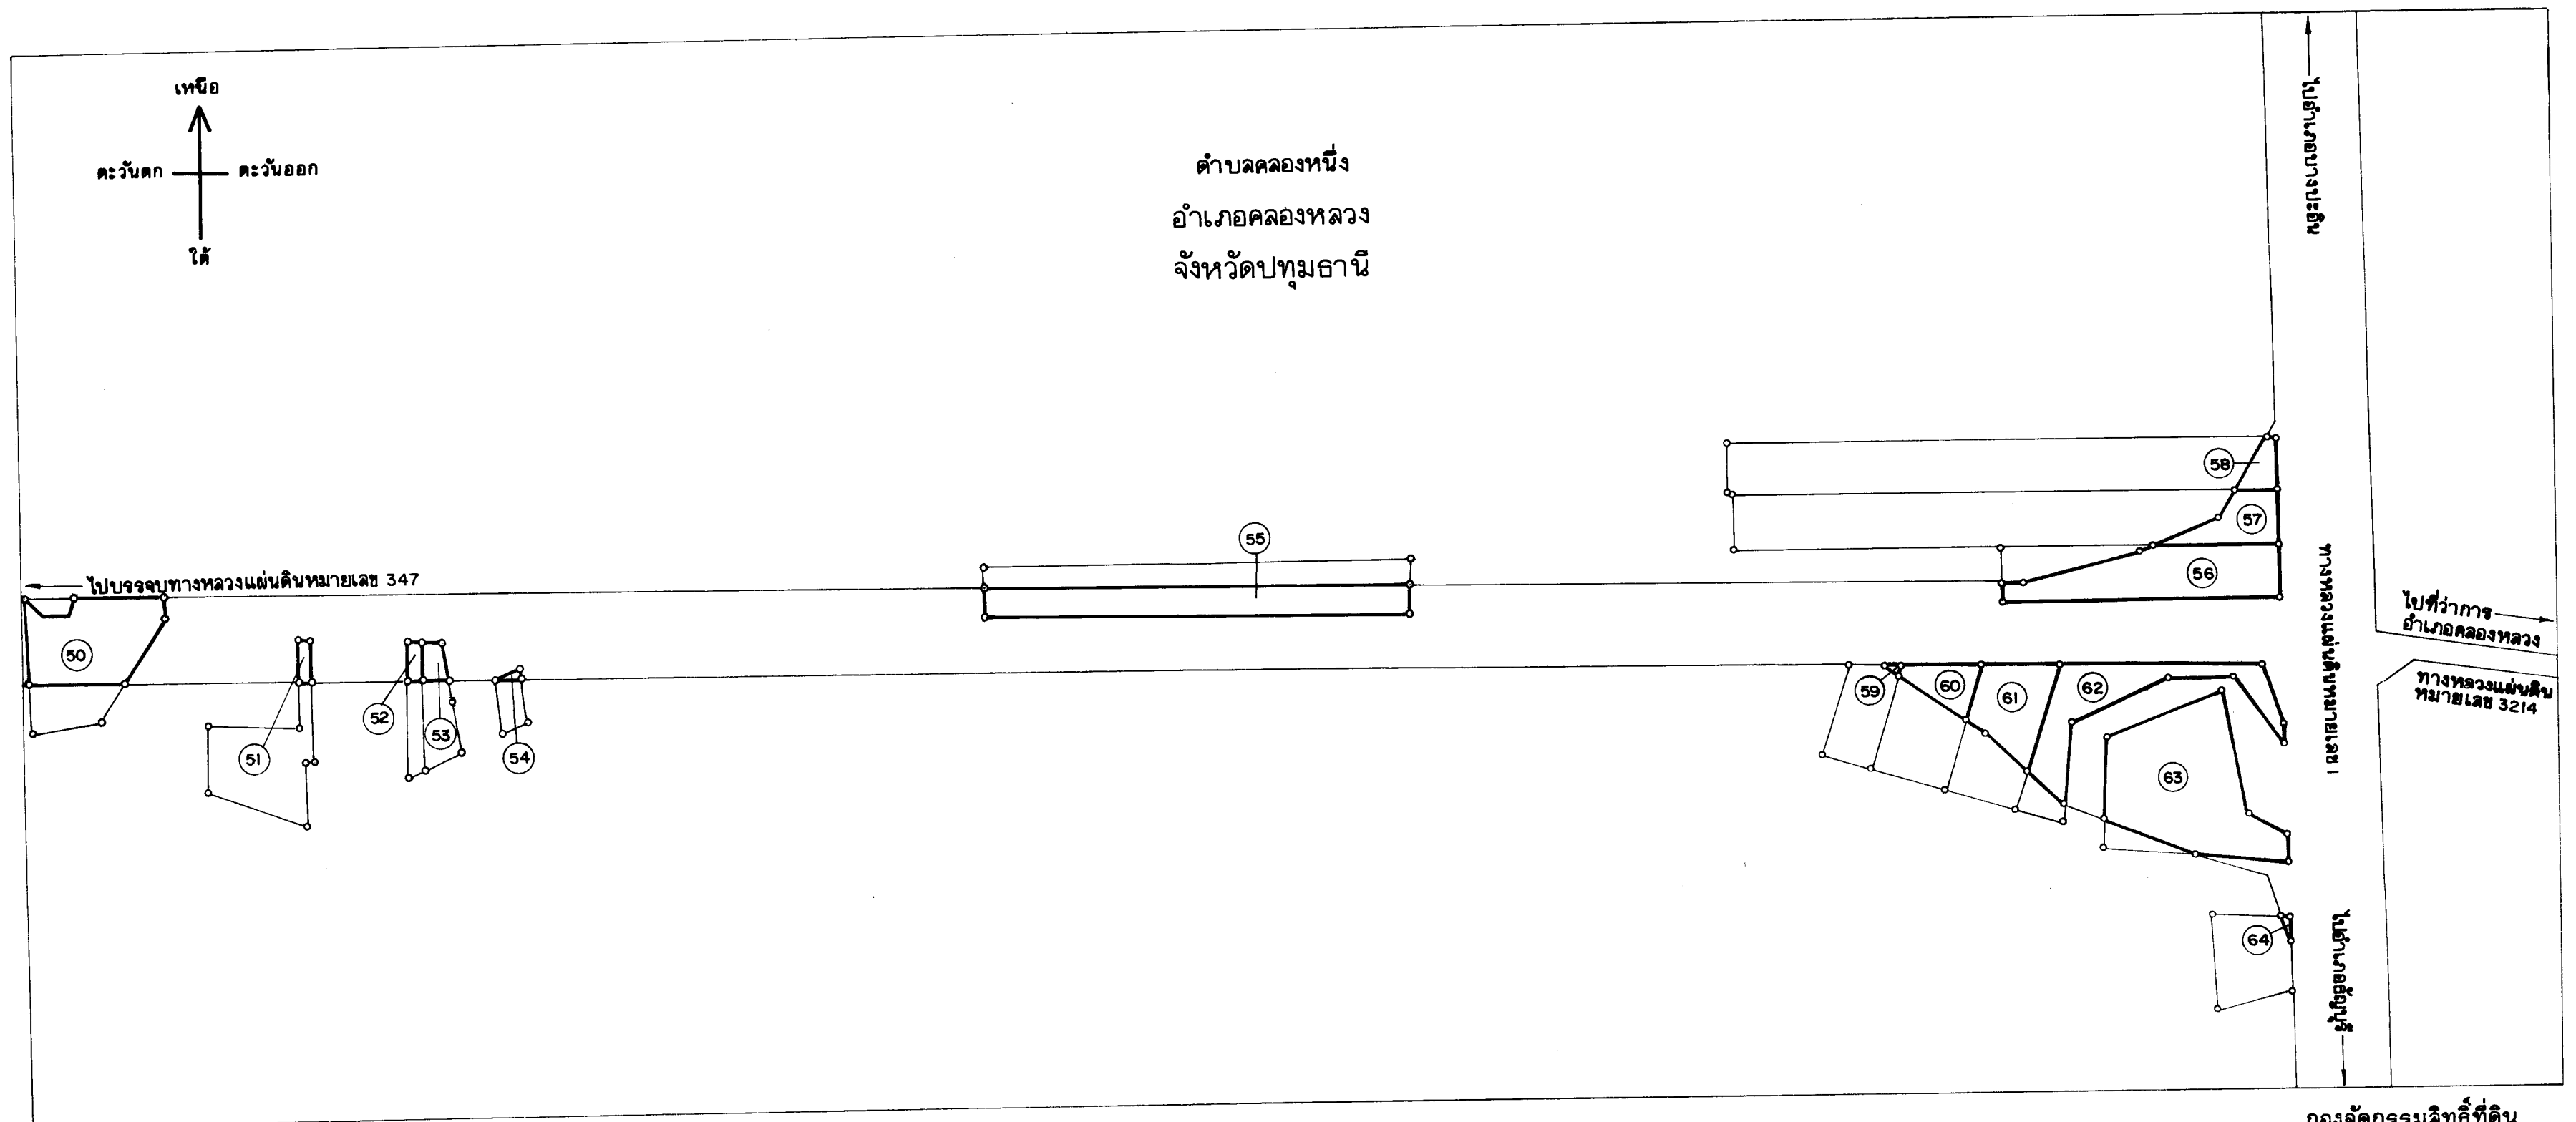 เหนือ
ตะวันตก
ตะวันออก
ใต้
ตำบลคลองหนึ่ง
อำเภอคลองหลวง
จังหวัดปทุมธานี
ไปอำเภอบางปะอิน
58
57
55
56
ไปบรรจบทางหลวงแผ่นดินหมายเลข 347
ทางหลวงแผ่นดินหมายเลข 1
ไปที่ว่าการ
อำเภอคลองหลวง
50
59
60
61
62
ทางหลวงแผ่นดิน
หมายเลข 3214
51
52
53
54
63
64
ไปอำเภอธัญบุรี
กองจัดกรรมสิทธิ์ที่ดิน